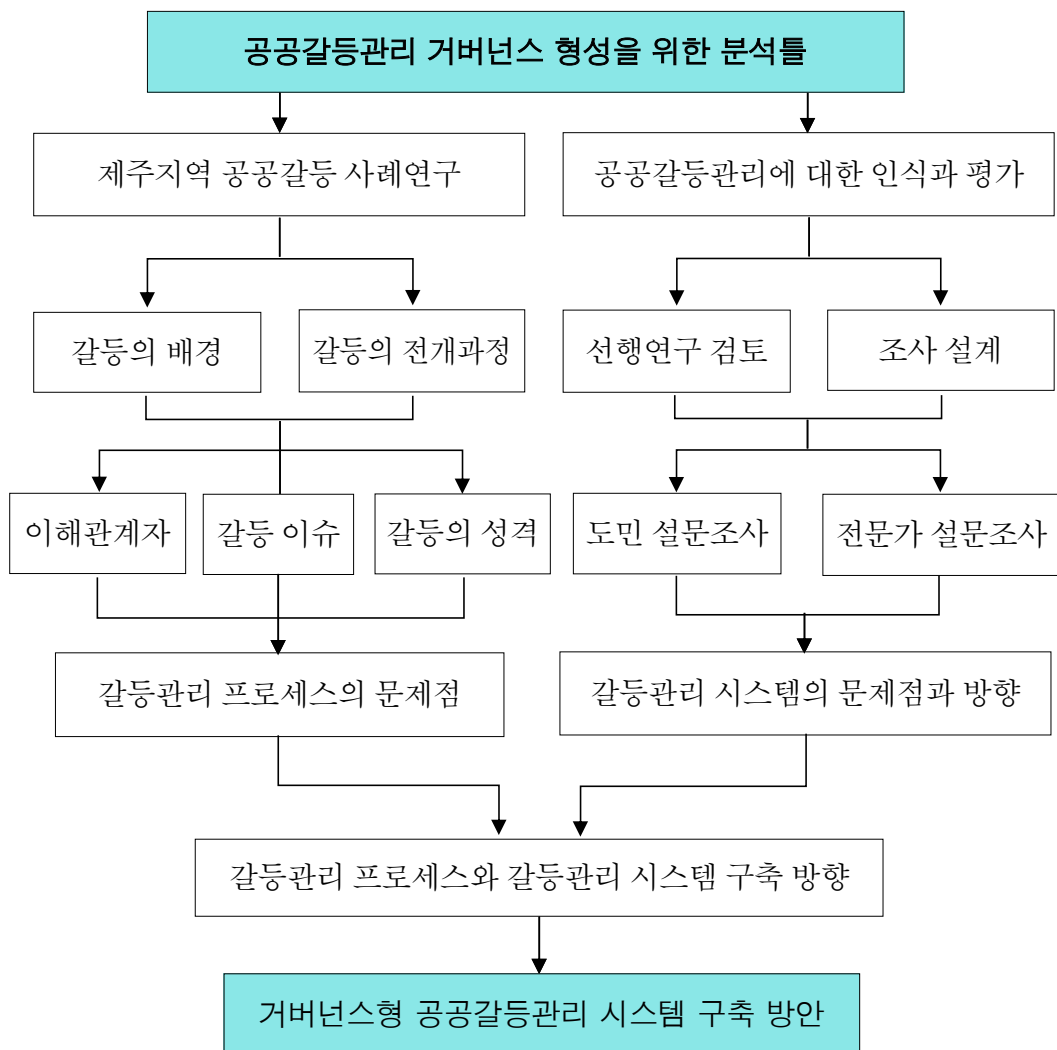 공공갈등관리 거버넌스 형성을 위한 분석틀
제주지역 공공갈등 사례연구
공공갈등관리에 대한 인식과 평가
갈등의 배경
갈등의 전개과정
선행연구 검토
조사 설계
이해관계자
갈등 이슈
갈등의 성격
도민 설문조사
전문가 설문조사
갈등관리 프로세스의 문제점
갈등관리 시스템의 문제점과 방향
갈등관리 프로세스와 갈등관리 시스템 구축 방향
거버넌스형 공공갈등관리 시스템 구축 방안